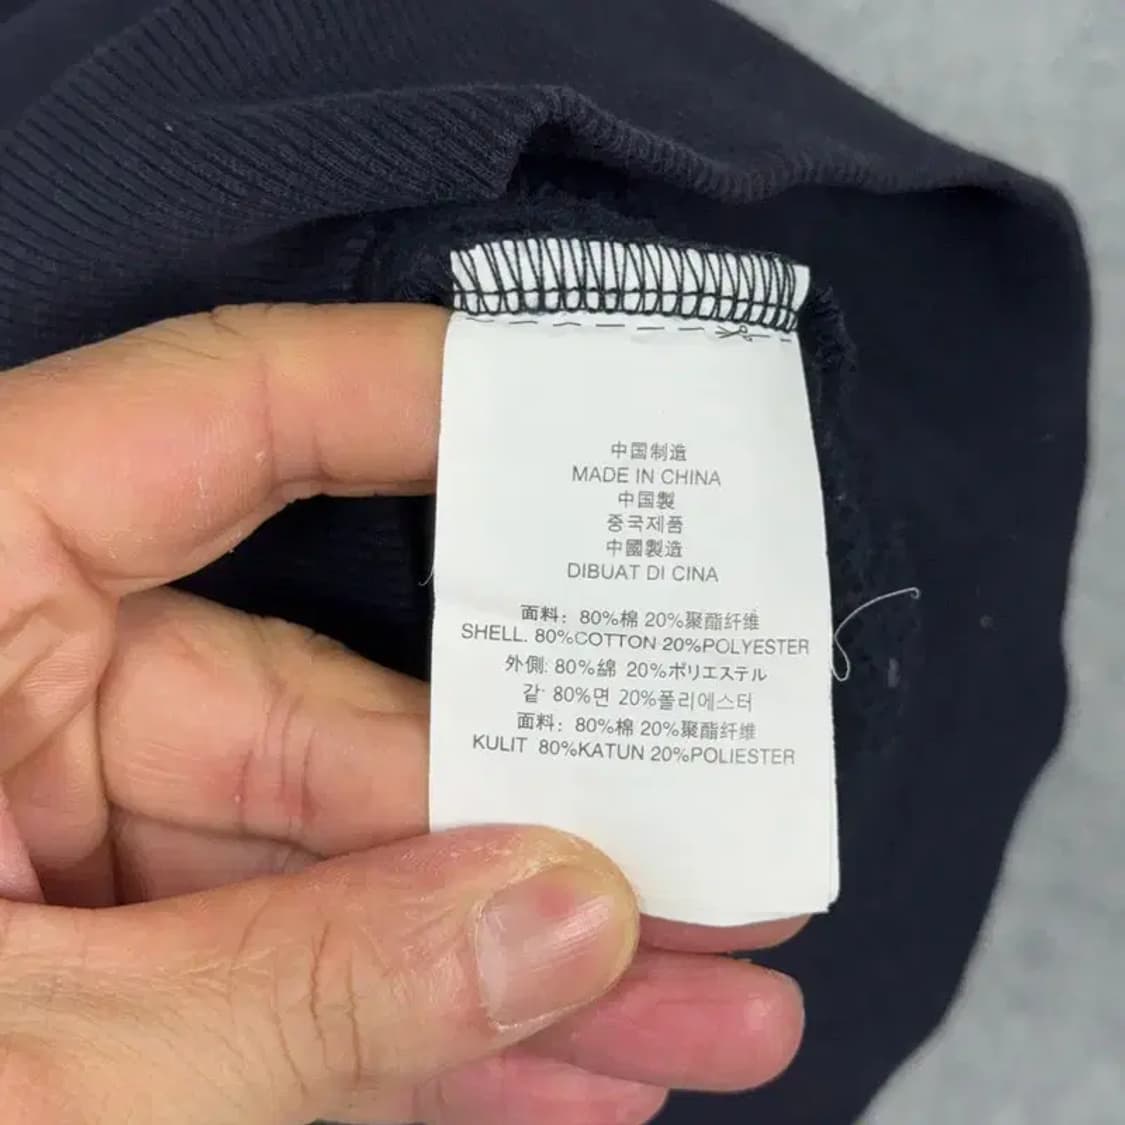 中国制造
MADE IN CHINA
中国製
중국제품
中國製造
DIBUAT DI CINA
面料: 80%棉 20%聚酯纤维
SHELL. 80%COTTON 20%POLYESTER
外側: 80%綿 20%ポリエステル
같 80%면 20%폴리에스터
面料: 80%棉 20%聚酯纤维
KULIT 80%KATUN 20%POLIESTER